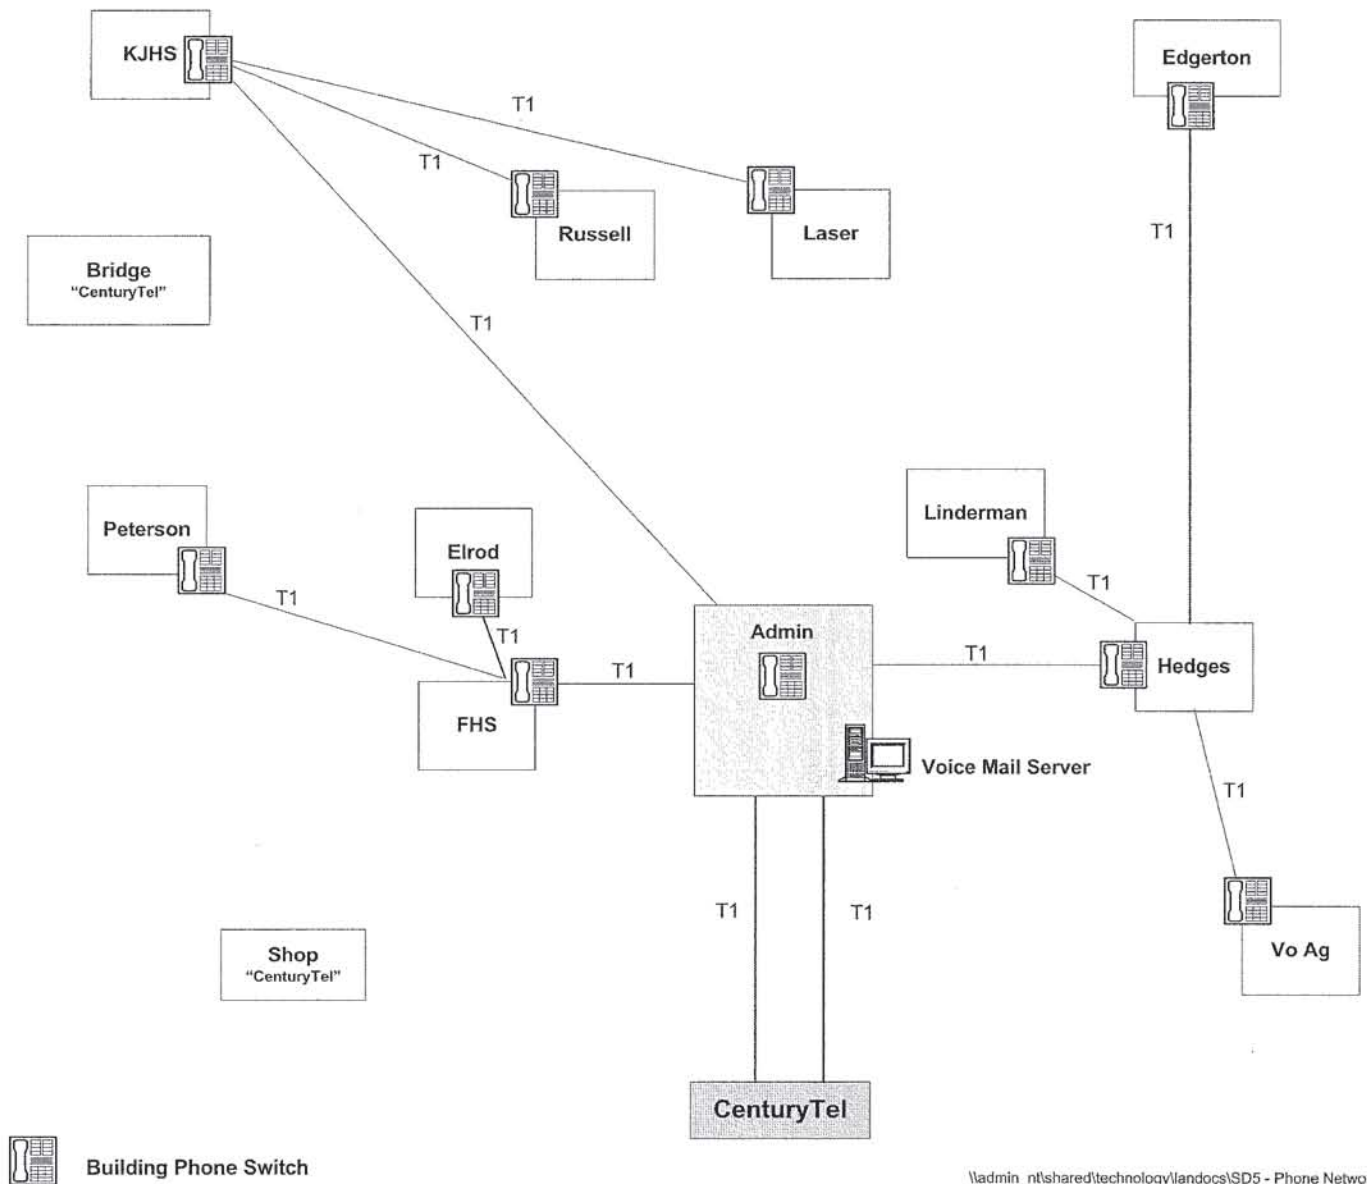 KJHS
Edgerton
T1
T1
Russell
Laser
T1
Bridge
"CenturyTel"
T1
Linderman
Peterson
Elrod
T1
T1
T1
Admin
T1
T1
Hedges
FHS
Voice Mail Server
T1
T1
T1
Vo Ag
Shop
"CenturyTel"
CenturyTel
Building Phone Switch
\\admin_nt\shared\technology\landocs\SD5 - Phone Netwo